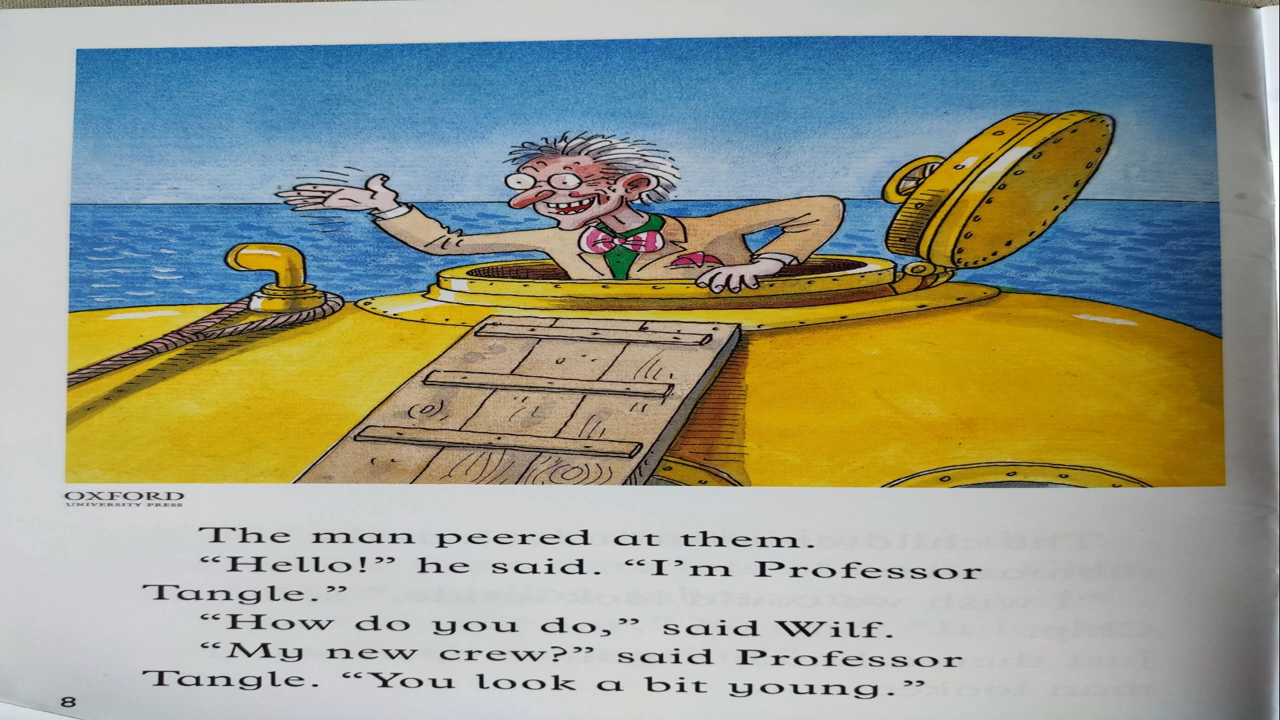 OXFORD
UNIVERSITY PRESS
The man peered at them.
“Hello!” he said. “I’m Professor
Tangle.”
“How do you do,” said Wilf.
“My new crew?” said Professor
Tangle. “You look a bit young.”
8